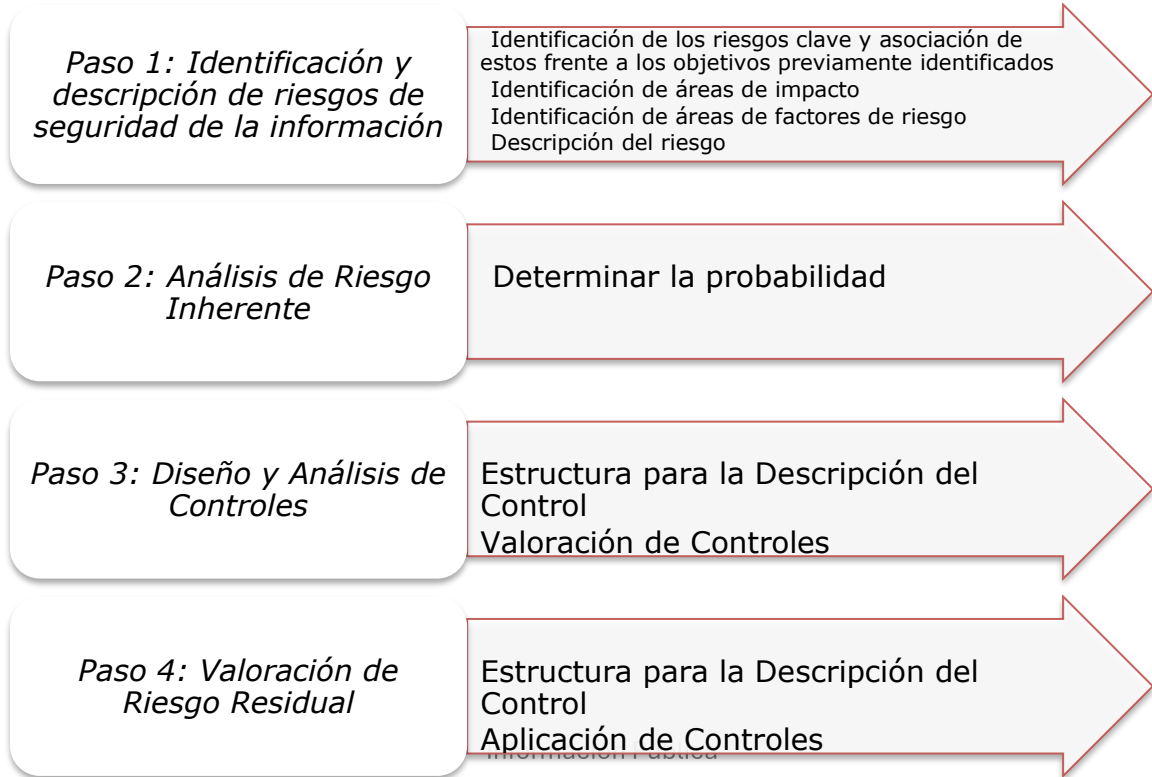 Paso 1: Identificación y
descripción de riesgos de
seguridad de la información
Identificación de los riesgos clave y asociación de
estos frente a los objetivos previamente identificados
Identificación de áreas de impacto
Identificación de áreas de factores de riesgo
Descripción del riesgo
Paso 2: Análisis de Riesgo
Inherente
Determinar la probabilidad
Paso 3: Diseño y Análisis de
Controles
Estructura para la Descripción del
Control
Valoración de Controles
Paso 4: Valoración de
Riesgo Residual
Estructura para la Descripción del
Control
Aplicación de Controles
Información Pública